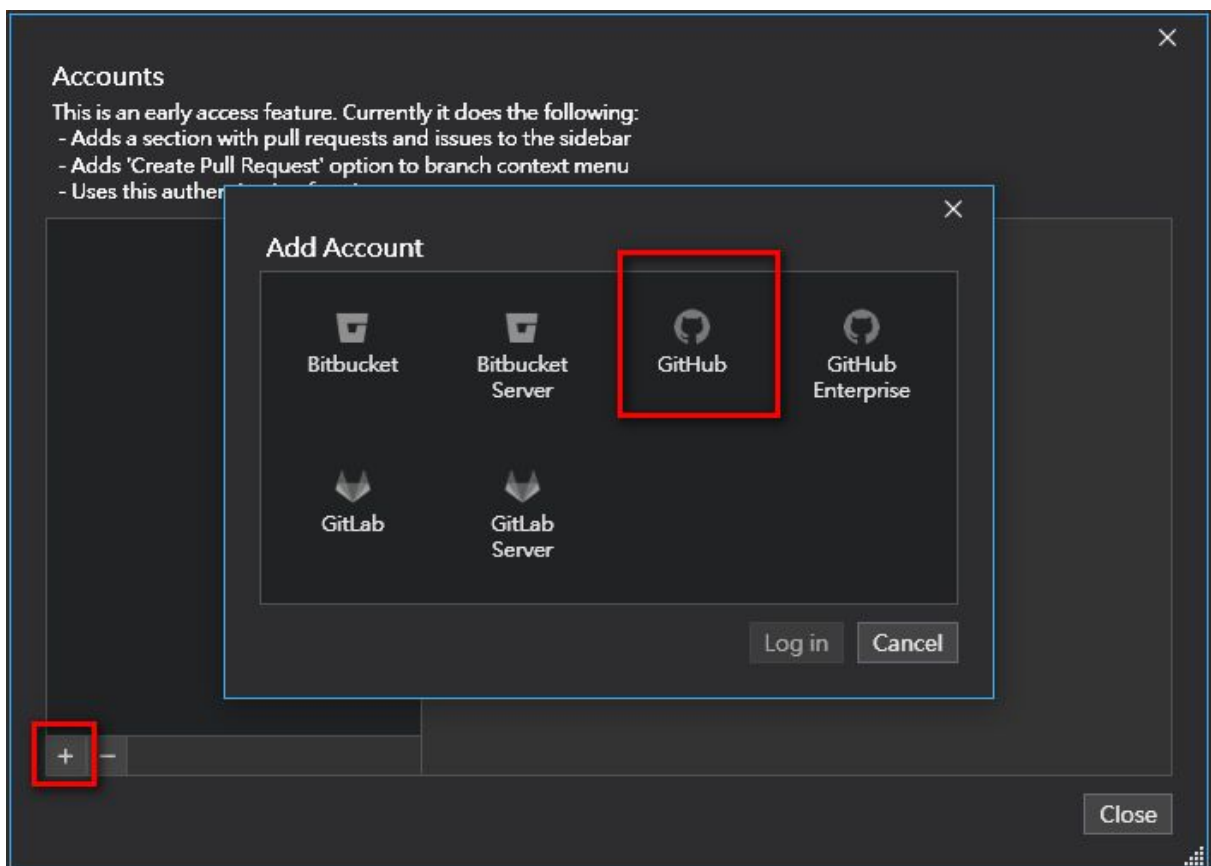 Accounts
This is an early access feature. Currently it does the following:
- Adds a section with pull requests and issues to the sidebar
- Adds 'Create Pull Request' option to branch context menu
- Uses this
Add Account
Bitbucket
Bitbucket
Server
GitHub
GitHub
Enterprise
GitLab
GitLab
Server
Log in
Cancel
+
−
Close